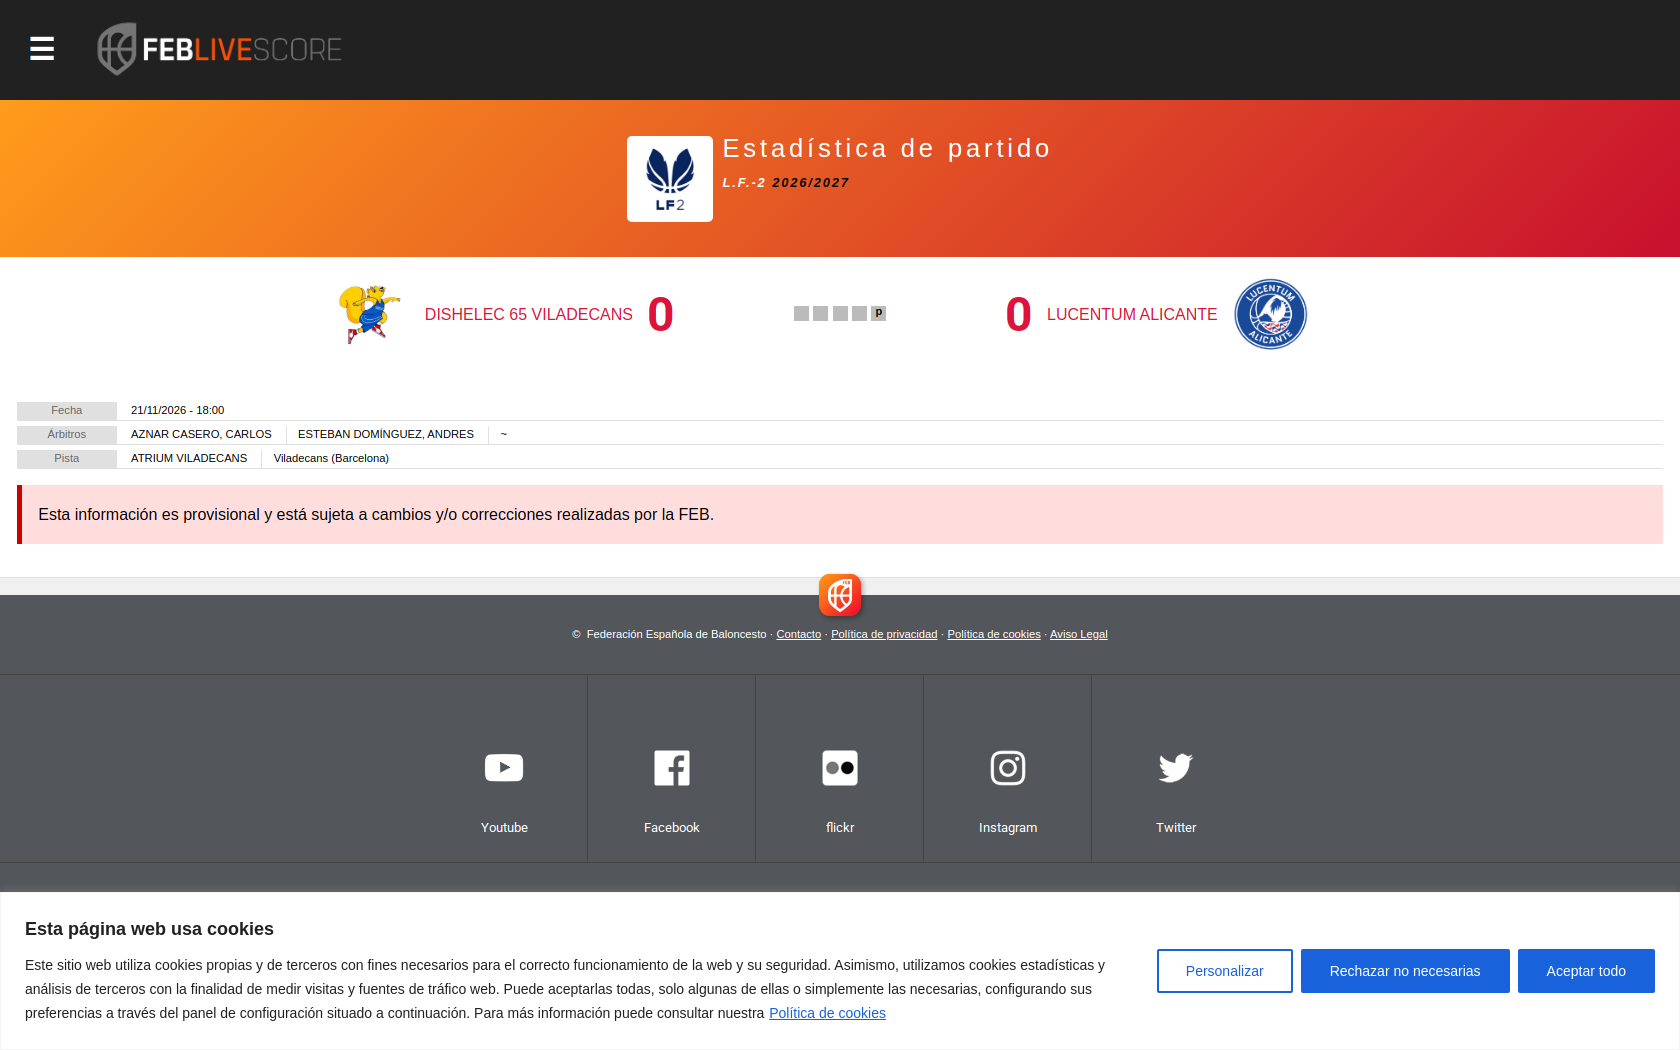 ☰ FEBLIVESCORE
Estadística de partido
LF2
L.F.-2 2026/2027
DISHELEC 65 VILADECANS 0 p 0 LUCENTUM ALICANTE
LUCENTUM
ALICANTE
Fecha 21/11/2026 - 18:00
Árbitros AZNAR CASERO, CARLOS ESTEBAN DOMÍNGUEZ, ANDRES ~
Pista ATRIUM VILADECANS Viladecans (Barcelona)
Esta información es provisional y está sujeta a cambios y/o correcciones realizadas por la FEB.
FEB
© Federación Española de Baloncesto · Contacto · Política de privacidad · Política de cookies · Aviso Legal
Youtube Facebook flickr Instagram Twitter
Esta página web usa cookies
Este sitio web utiliza cookies propias y de terceros con fines necesarios para el correcto funcionamiento de la web y su seguridad. Asimismo, utilizamos cookies estadísticas y
análisis de terceros con la finalidad de medir visitas y fuentes de tráfico web. Puede aceptarlas todas, solo algunas de ellas o simplemente las necesarias, configurando sus
preferencias a través del panel de configuración situado a continuación. Para más información puede consultar nuestra Política de cookies
Personalizar Rechazar no necesarias Aceptar todo